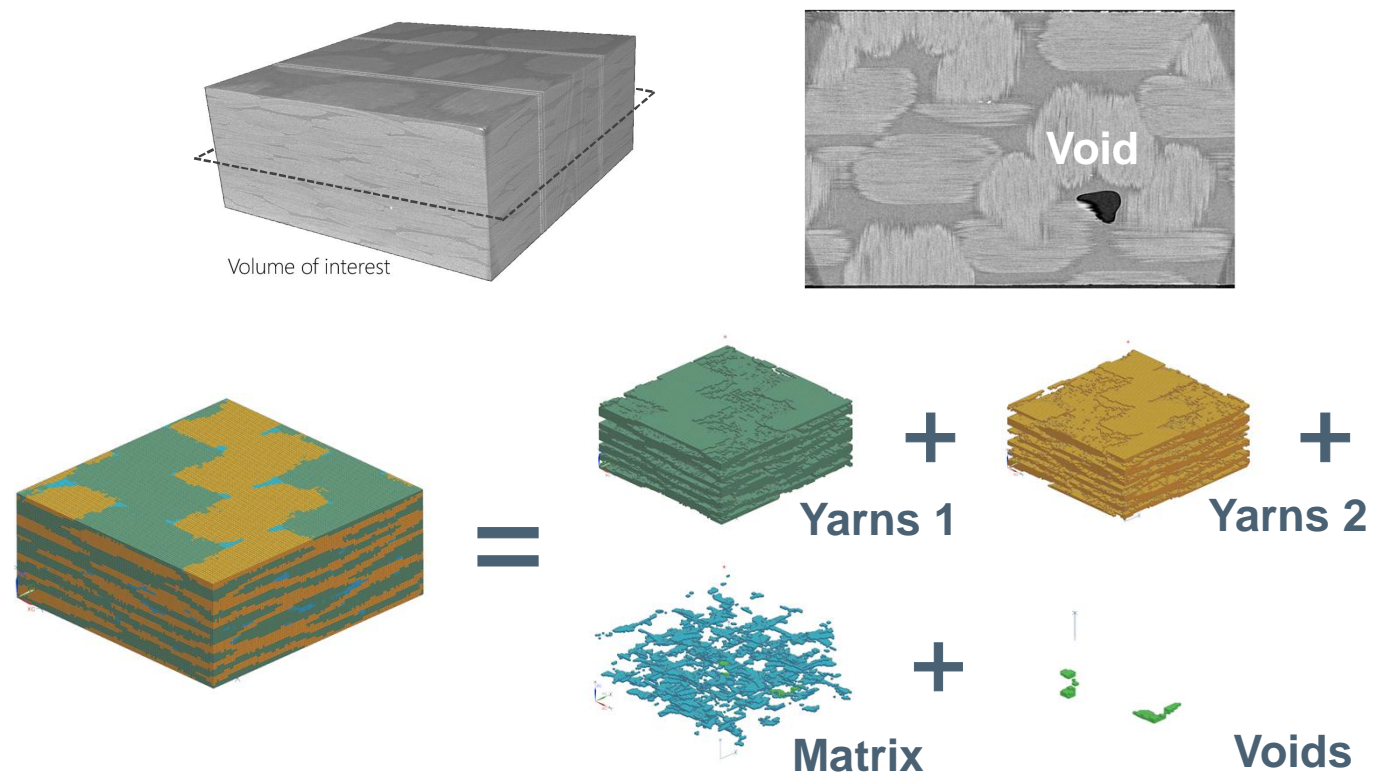 Volume of interest
Void
=
+
+
Yarns 1
Yarns 2
+
Matrix
Voids